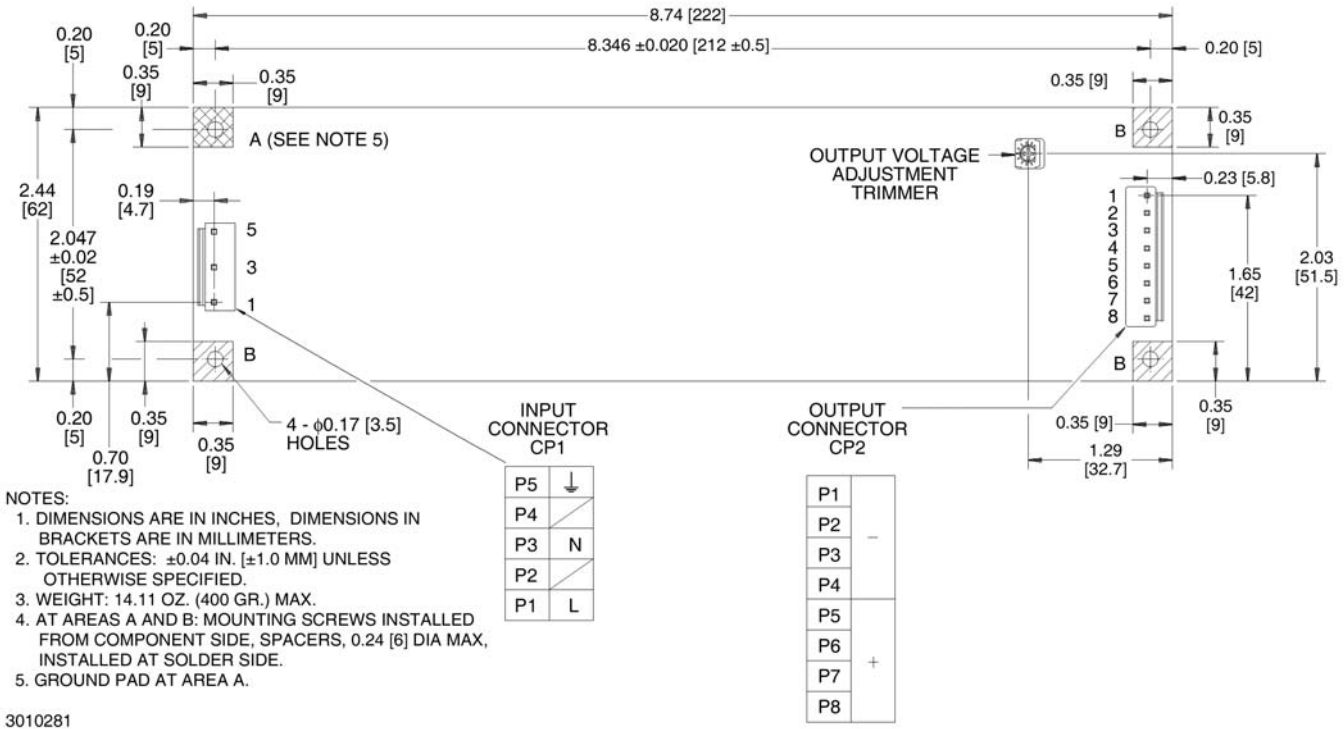 8.74 [222]
8.346 ±0.020 [212 ±0.5]
0.20
[5]
0.20
[5]
0.20 [5]
0.35
[9]
0.35
[9]
0.35 [9]
0.35
[9]
A (SEE NOTE 5)
B
OUTPUT VOLTAGE
ADJUSTMENT
TRIMMER
0.23 [5.8]
2.44
[62]
0.19
[4.7]
2.047
±0.02
[52
±0.5]
5
3
1
1
2
3
4
5
6
7
8
1.65
[42]
2.03
[51.5]
B
B
0.20
[5]
0.35
[9]
0.35
[9]
0.70
[17.9]
4 - ϕ0.17 [3.5]
HOLES
0.35 [9]
0.35
[9]
1.29
[32.7]
INPUT
CONNECTOR
CP1
P5 ⏚
P4
P3 N
P2
P1 L
OUTPUT
CONNECTOR
CP2
P1
P2
P3
P4
–
P5
P6
P7
P8
+
NOTES:
1. DIMENSIONS ARE IN INCHES, DIMENSIONS IN
BRACKETS ARE IN MILLIMETERS.
2. TOLERANCES: ±0.04 IN. [±1.0 MM] UNLESS
OTHERWISE SPECIFIED.
3. WEIGHT: 14.11 OZ. (400 GR.) MAX.
4. AT AREAS A AND B: MOUNTING SCREWS INSTALLED
FROM COMPONENT SIDE, SPACERS, 0.24 [6] DIA MAX,
INSTALLED AT SOLDER SIDE.
5. GROUND PAD AT AREA A.
3010281